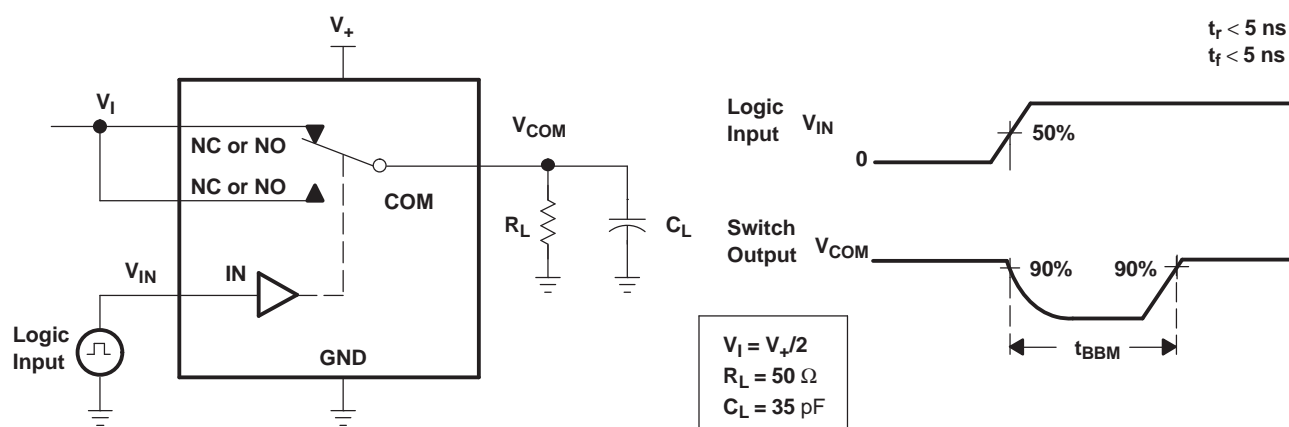 V+
VI
NC or NO
NC or NO
COM
VCOM
RL
CL
VIN
IN
Logic
Input
GND
VI = V+/2
RL = 50 Ω
CL = 35 pF
tr < 5 ns
tf < 5 ns
Logic
Input
VIN
50%
0
Switch
Output
VCOM
90%
90%
tBBM